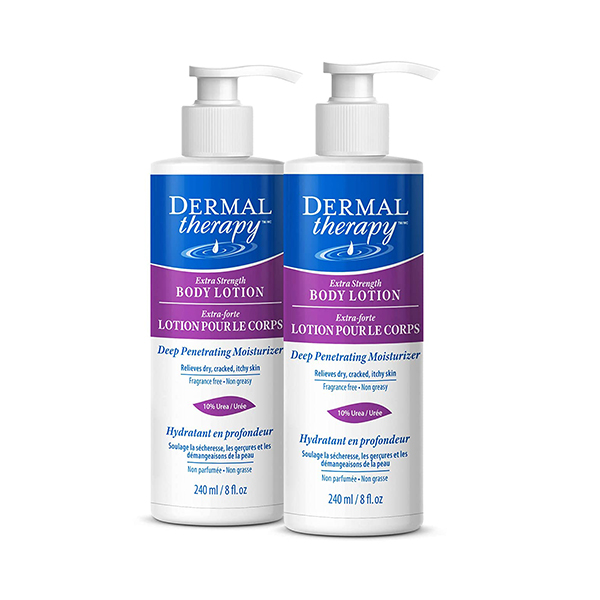 DERMAL
therapy™ INC
Extra Strength
BODY LOTION
Extra-forte
LOTION POUR LE CORPS
Deep Penetrating Moisturizer
Relieves dry, cracked, itchy skin
Fragrance free • Non greasy
10% Urea / Urée
Hydratant en profondeur
Soulage la sécheresse, les gerçures et les
démangeaisons de la peau
Non parfumée • Non grasse
240 ml / 8 fl. oz
DERMAL
therapy™ INC
Extra Strength
BODY LOTION
Extra-forte
LOTION POUR LE CORPS
Deep Penetrating Moisturizer
Relieves dry, cracked, itchy skin
Fragrance free • Non greasy
10% Urea / Urée
Hydratant en profondeur
Soulage la sécheresse, les gerçures et les
démangeaisons de la peau
Non parfumée • Non grasse
240 ml / 8 fl. oz